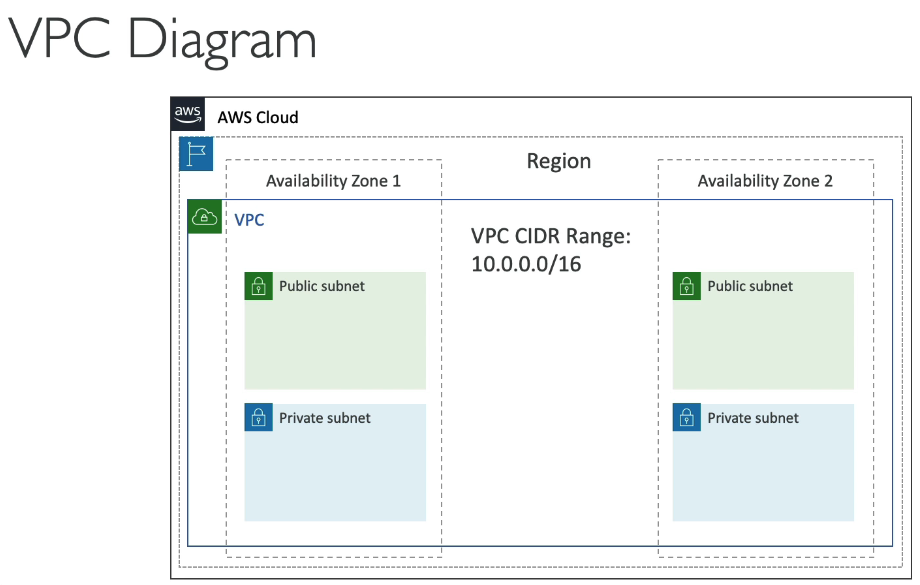 VPC Diagram
aws
AWS Cloud
Region
Availability Zone 1
Availability Zone 2
VPC
VPC CIDR Range:
10.0.0.0/16
Public subnet
Public subnet
Private subnet
Private subnet